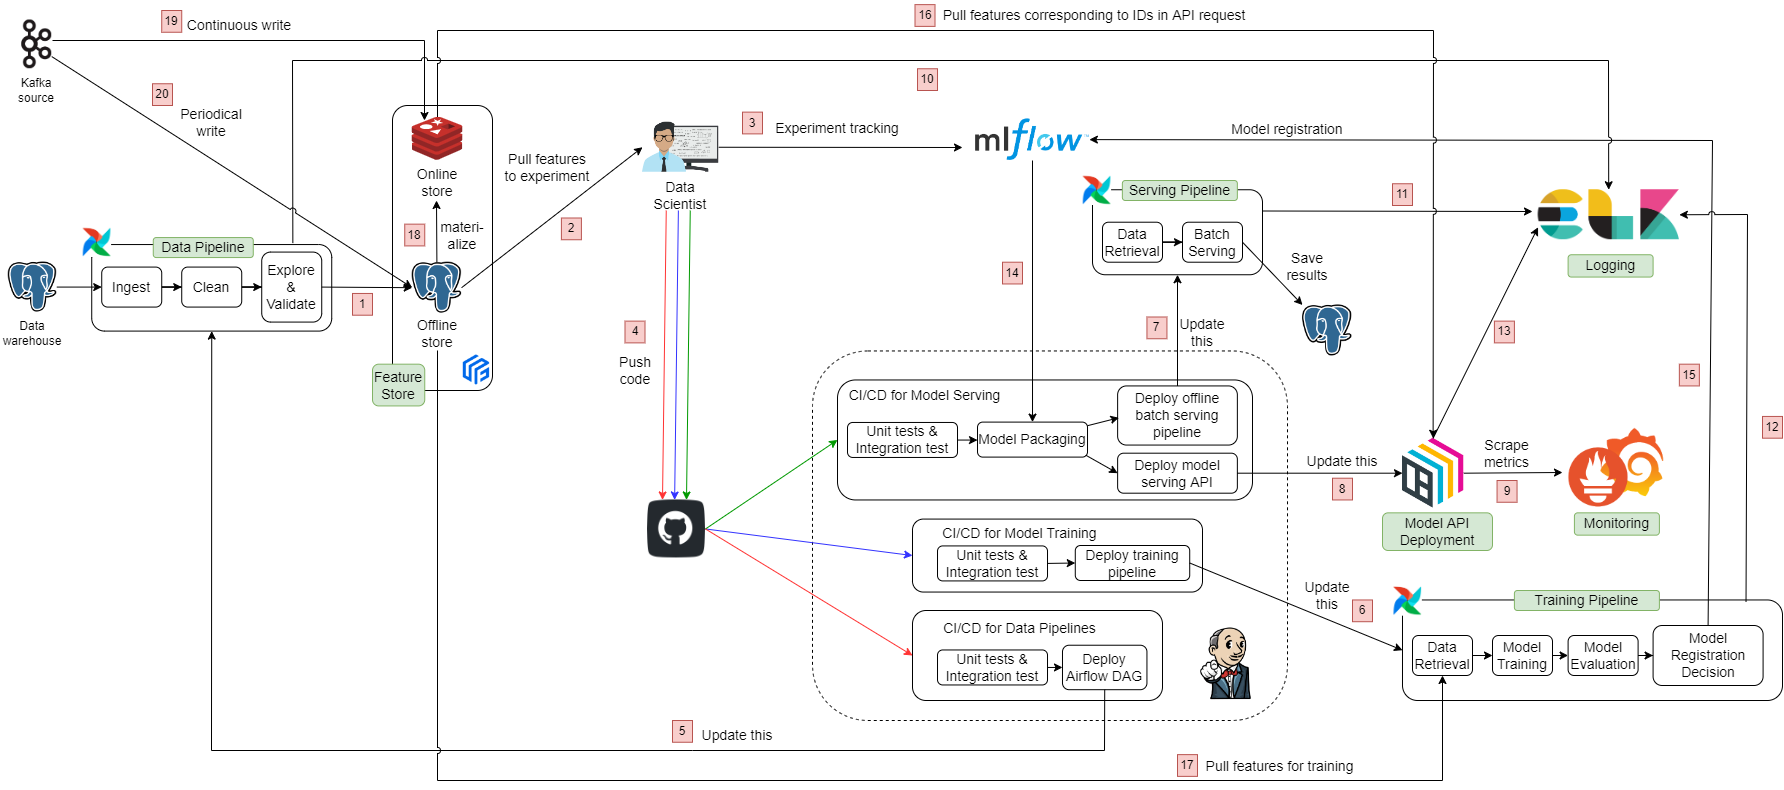 19
Continuous write
16
Pull features corresponding to IDs in API request
Kafka
source
20
Periodical
write
10
3
Experiment tracking
mlflow
Model registration
Online
store
18
materi-
alize
Pull features
to experiment
2
Data
Scientist
Serving Pipeline
Data
Retrieval
Batch
Serving
11
Save
results
ELK
Logging
Data Pipeline
Ingest
Clean
Explore
&
Validate
1
Data
warehouse
Offline
store
Feature
Store
4
Push
code
14
7
Update
this
13
15
12
CI/CD for Model Serving
Unit tests &
Integration test
Model Packaging
Deploy offline
batch serving
pipeline
Deploy model
serving API
Update this
8
Scrape
metrics
9
Model API
Deployment
Monitoring
CI/CD for Model Training
Unit tests &
Integration test
Deploy training
pipeline
Update
this
6
Training Pipeline
Data
Retrieval
Model
Training
Model
Evaluation
Model
Registration
Decision
CI/CD for Data Pipelines
Unit tests &
Integration test
Deploy
Airflow DAG
5
Update this
17
Pull features for training